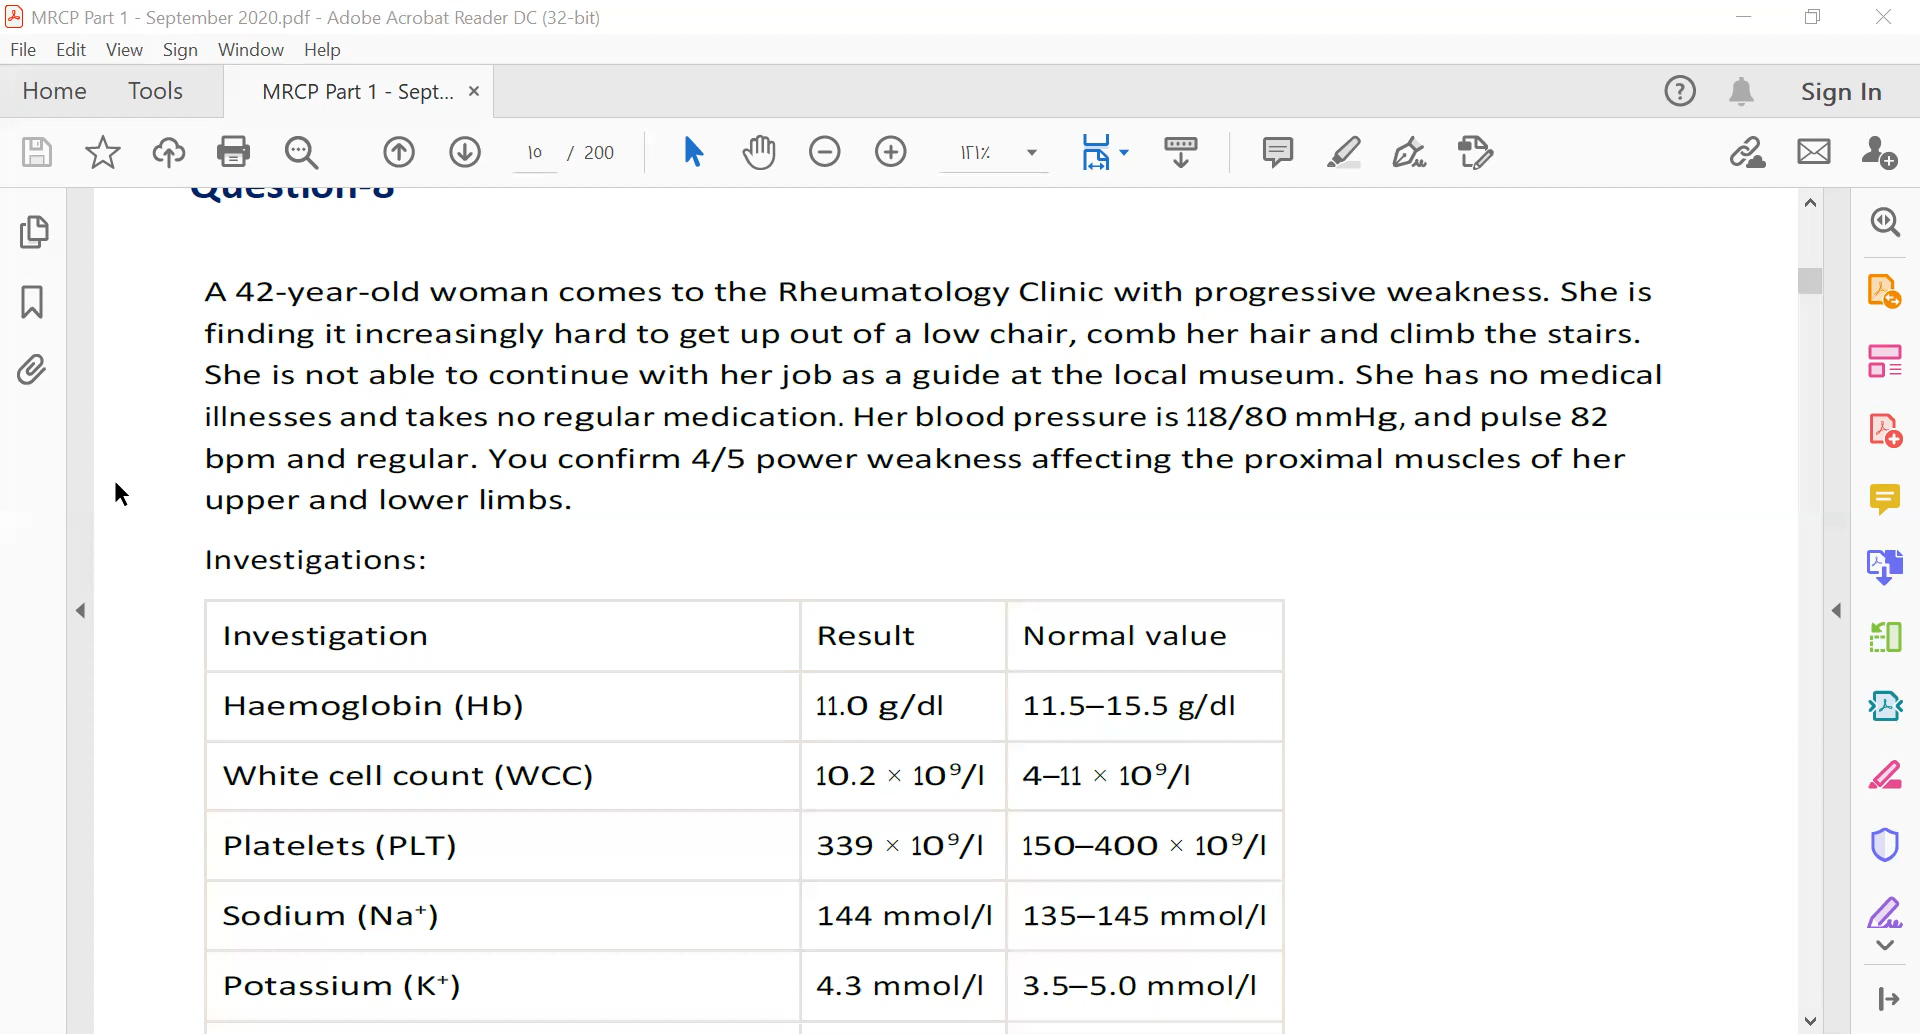 MRCP Part 1 - September 2020.pdf - Adobe Acrobat Reader DC (32-bit)
File Edit View Sign Window Help
Home Tools MRCP Part 1 - Sept... × Sign In
١٥ / 200 ١٢١٪
Question-8
A 42-year-old woman comes to the Rheumatology Clinic with progressive weakness. She is
finding it increasingly hard to get up out of a low chair, comb her hair and climb the stairs.
She is not able to continue with her job as a guide at the local museum. She has no medical
illnesses and takes no regular medication. Her blood pressure is 118/80 mmHg, and pulse 82
bpm and regular. You confirm 4/5 power weakness affecting the proximal muscles of her
upper and lower limbs.
Investigations:
Investigation Result Normal value
Haemoglobin (Hb) 11.0 g/dl 11.5–15.5 g/dl
White cell count (WCC) 10.2 × 10⁹/l 4–11 × 10⁹/l
Platelets (PLT) 339 × 10⁹/l 150–400 × 10⁹/l
Sodium (Na⁺) 144 mmol/l 135–145 mmol/l
Potassium (K⁺) 4.3 mmol/l 3.5–5.0 mmol/l